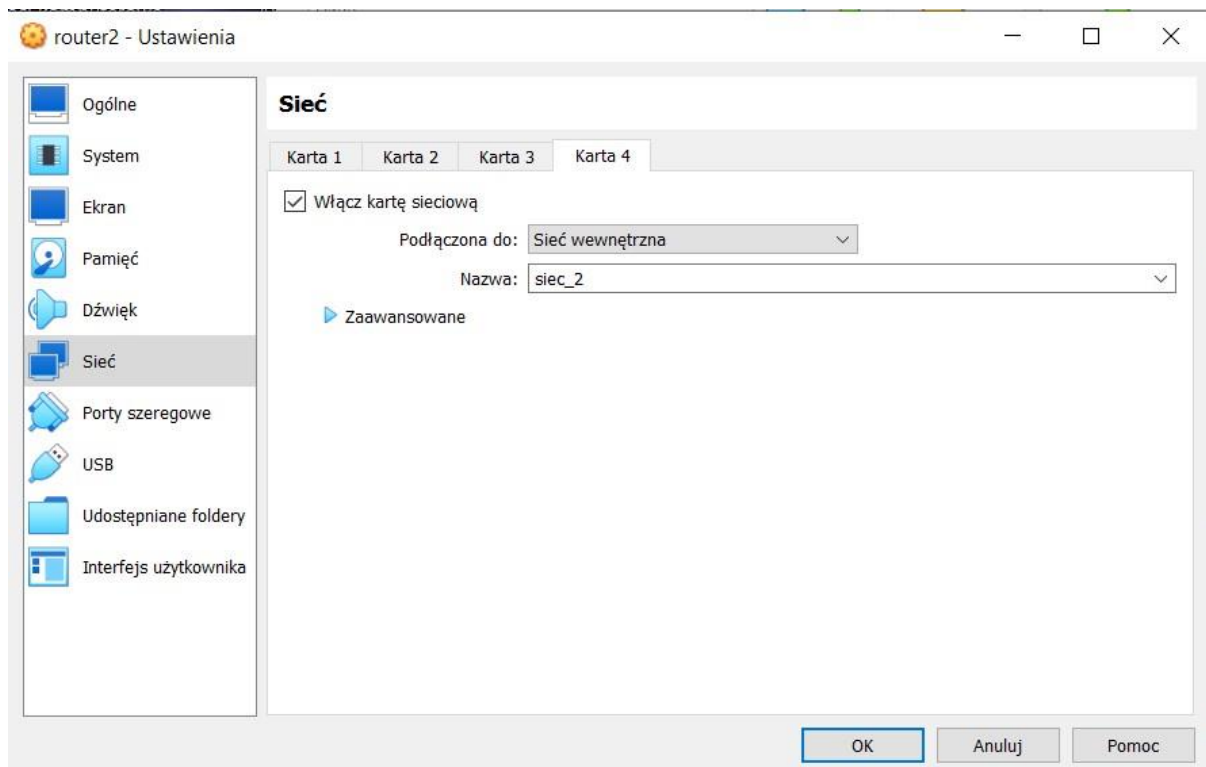 router2 - Ustawienia
Ogólne
System
Ekran
Pamięć
Dźwięk
Sieć
Porty szeregowe
USB
Udostępniane foldery
Interfejs użytkownika
Sieć
Karta 1 Karta 2 Karta 3 Karta 4
Włącz kartę sieciową
Podłączona do: Sieć wewnętrzna
Nazwa: siec_2
Zaawansowane
OK Anuluj Pomoc